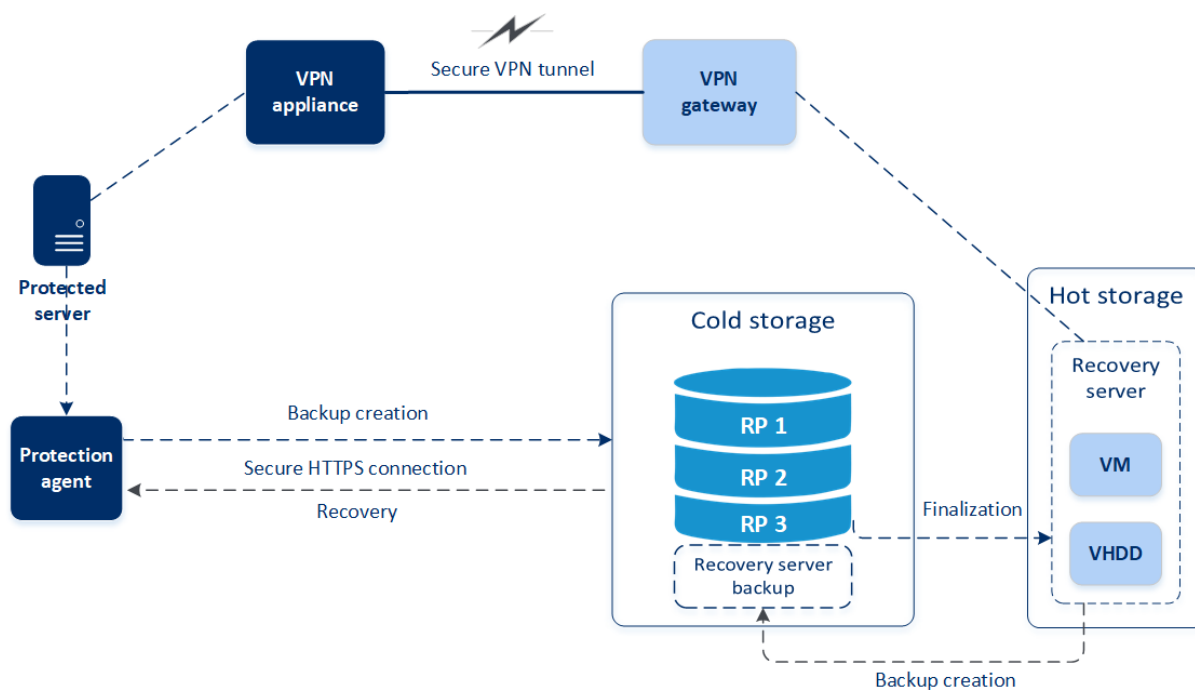 VPN
appliance
Secure VPN tunnel
VPN
gateway
Protected
server
Protection
agent
Backup creation
Secure HTTPS connection
Recovery
Cold storage
RP 1
RP 2
RP 3
Recovery server
backup
Finalization
Hot storage
Recovery
server
VM
VHDD
Backup creation